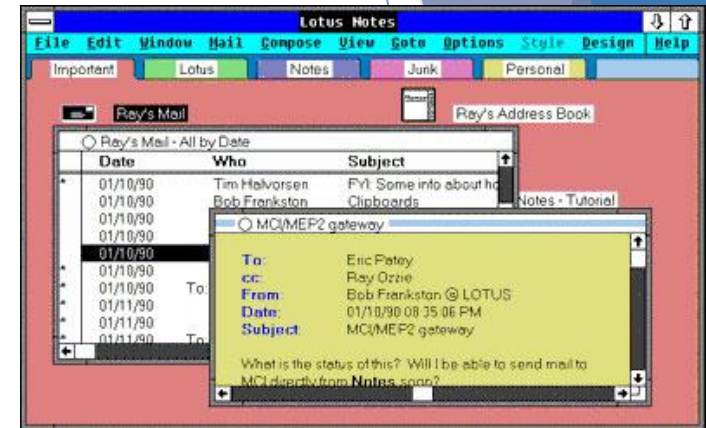 Lotus Notes
File Edit Window Mail Compose View Goto Options Style Design Help
Important Lotus Notes Junk Personal
Ray's Mail
Ray's Address Book
Ray's Mail - All by Date
Date Who Subject
01/10/90 Tim Halvorsen FYI: Some info about ho
01/10/90 Bob Frankston Clipboards
Notes - Tutorial
01/10/90
01/10/90
01/10/90
01/10/90
01/10/90 To:
01/11/90
01/11/90
01/11/90 To:
MCI/MEP2 gateway
To: Eric Patey
cc: Ray Ozzie
From: Bob Frankston @ LOTUS
Date: 01/10/90 08:35:06 PM
Subject: MCI/MEP2 gateway
What is the status of this? Will I be able to send mail to
MCI directly from Notes soon?